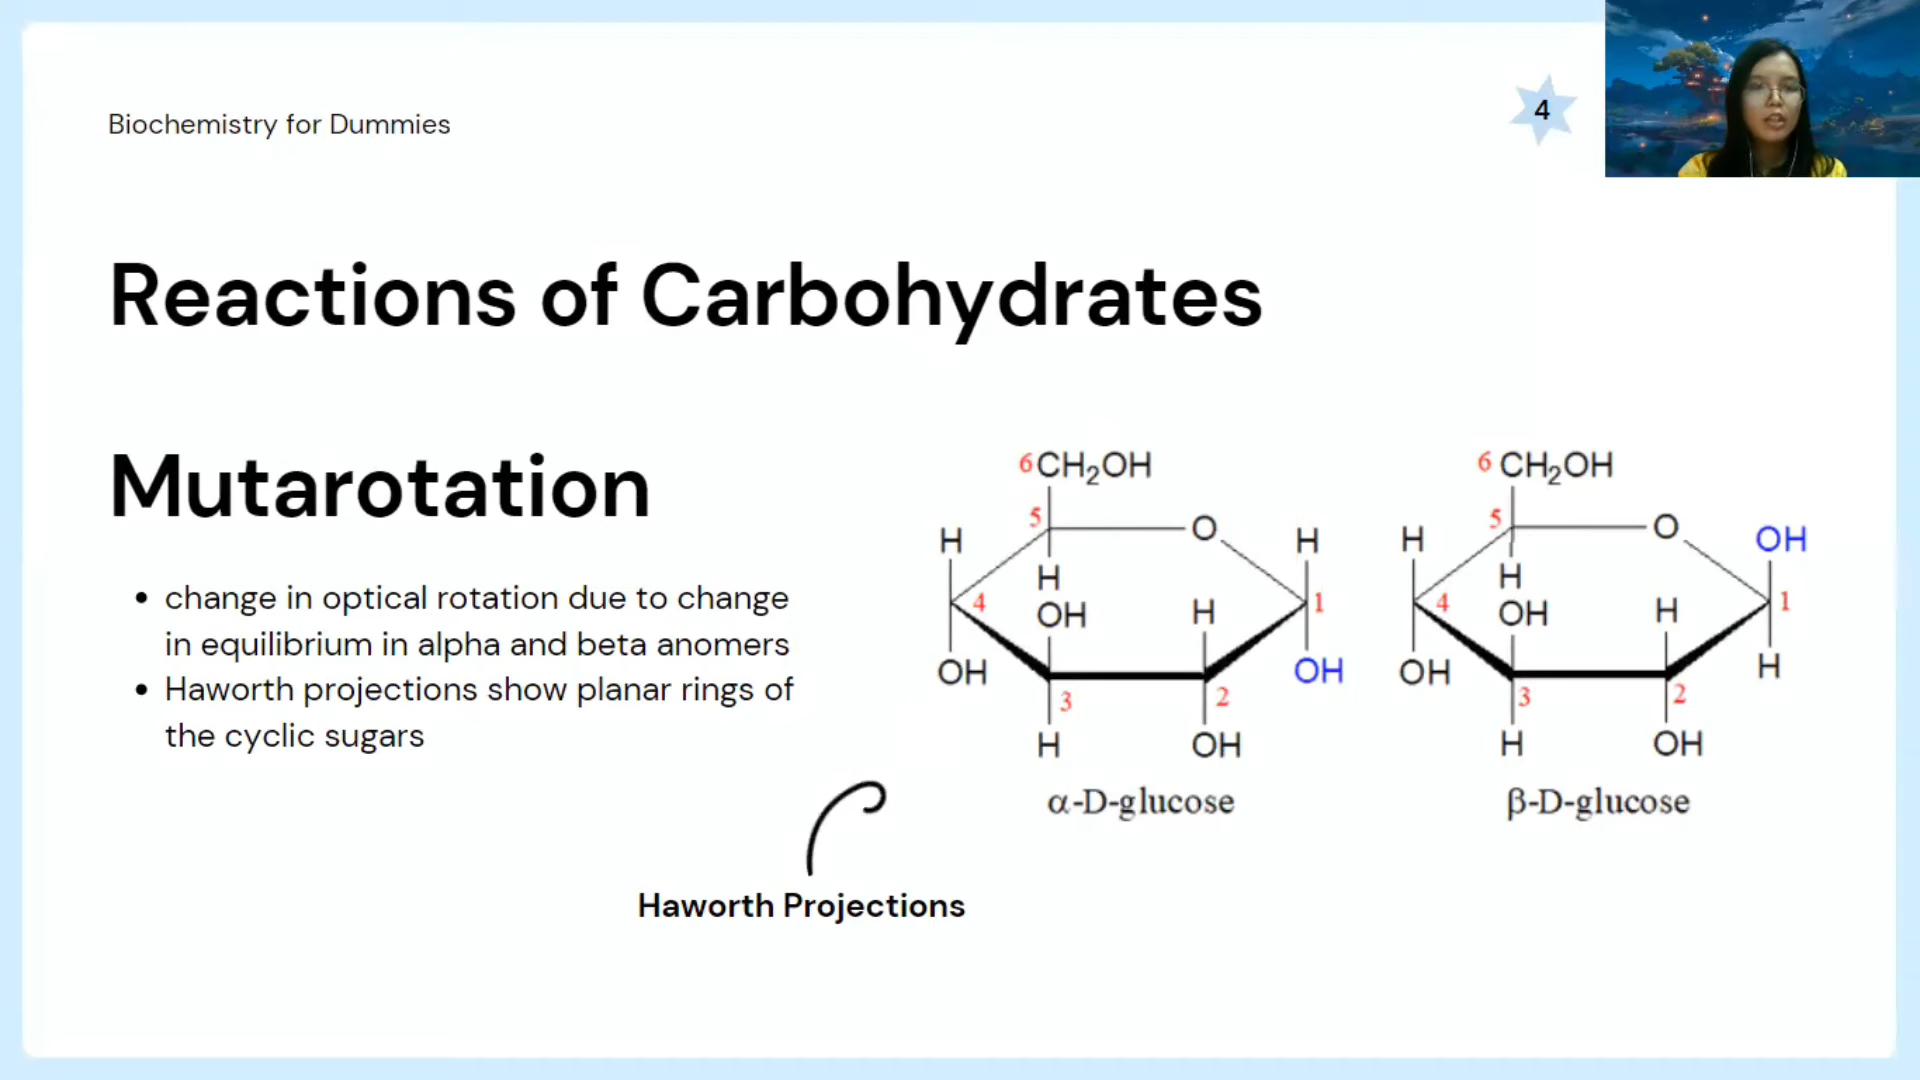 Biochemistry for Dummies
4
Reactions of Carbohydrates
Mutarotation
• change in optical rotation due to change
in equilibrium in alpha and beta anomers
• Haworth projections show planar rings of
the cyclic sugars
Haworth Projections
6 CH₂OH
5 O
H H
H
4 OH H 1
OH OH
3 2
H OH
α-D-glucose
6 CH₂OH
5 O
H OH
H
4 OH H 1
OH H
3 2
H OH
β-D-glucose